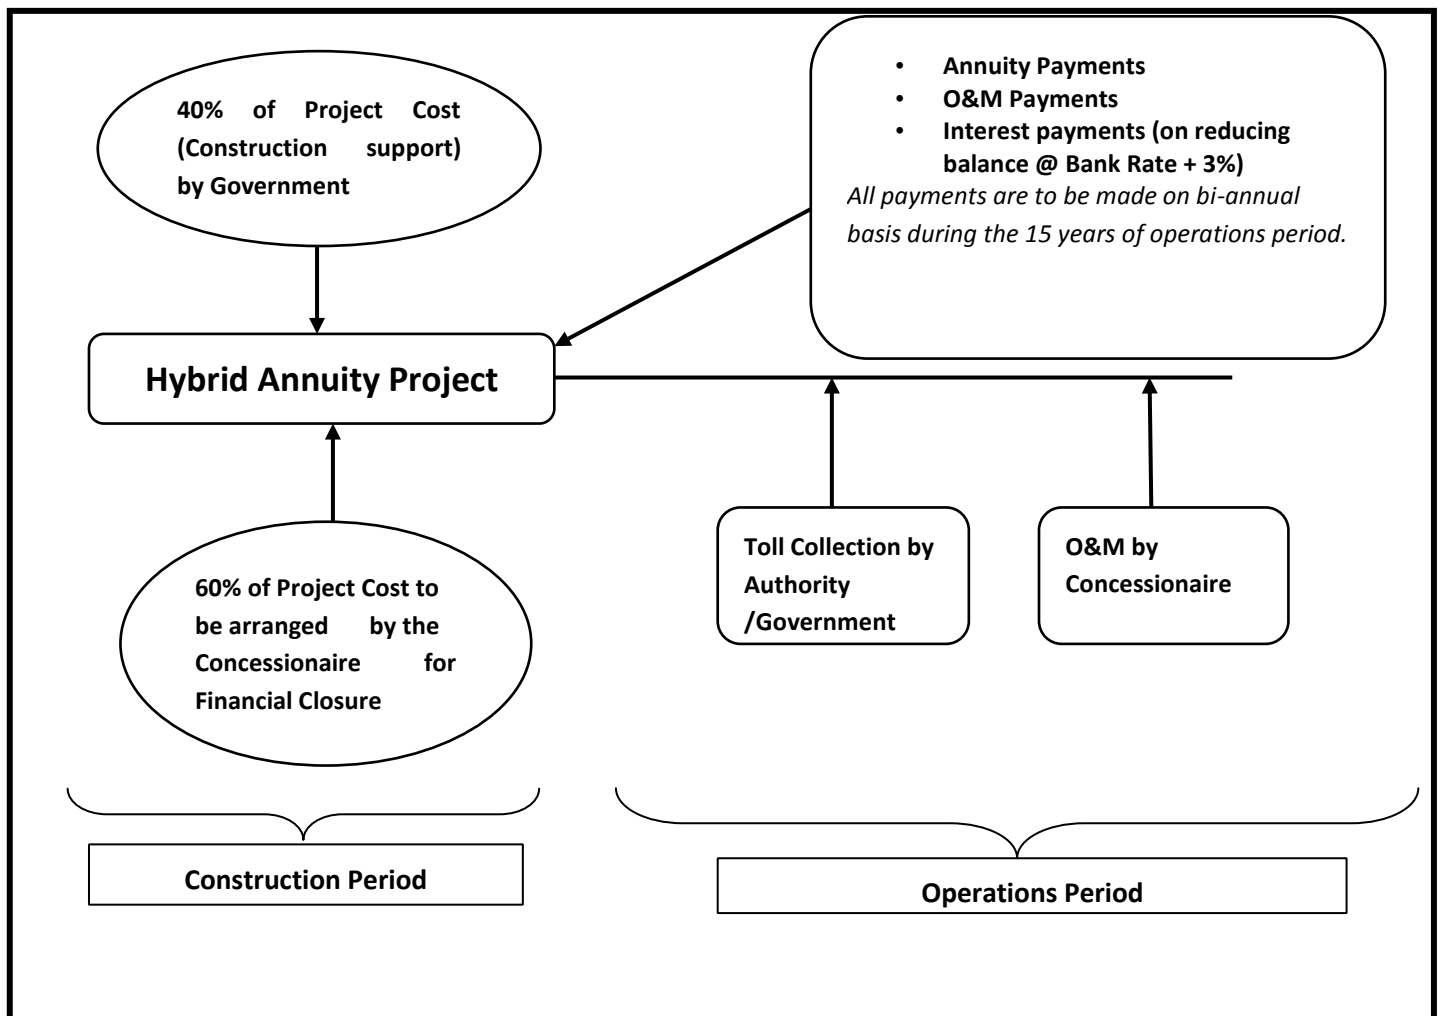 40% of Project Cost
(Construction support)
by Government
• Annuity Payments
• O&M Payments
• Interest payments (on reducing
balance @ Bank Rate + 3%)
All payments are to be made on bi-annual
basis during the 15 years of operations period.
Hybrid Annuity Project
60% of Project Cost to
be arranged by the
Concessionaire for
Financial Closure
Toll Collection by
Authority
/Government
O&M by
Concessionaire
Construction Period
Operations Period